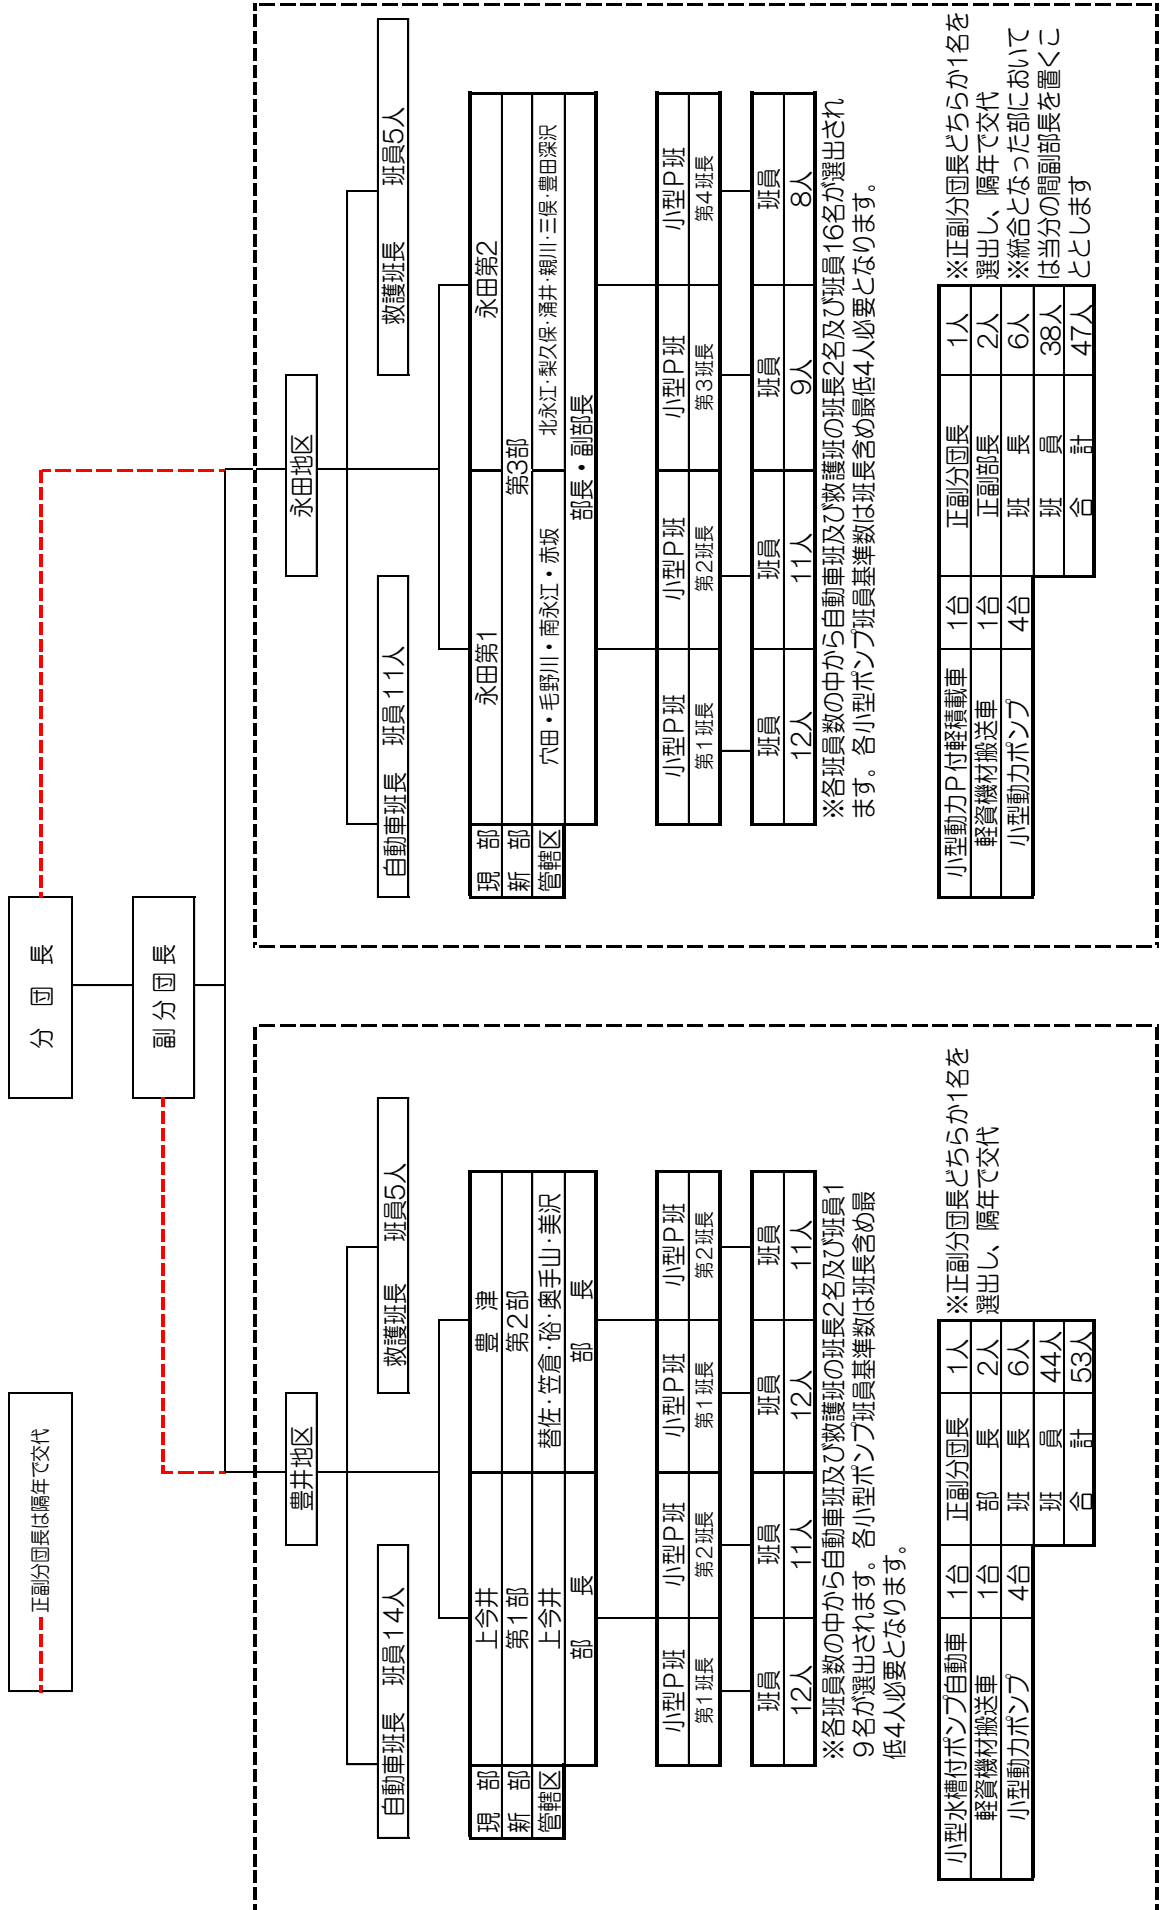 分　団　長
副分団長
正副分団長は隔年で交代
豊井地区
自動車班長　班員14人
救護班長　班員5人
現　部　上今井　豊　津
新　部　第1部　第2部
管轄区　上今井　替佐・笠倉・硲・奥手山・美沢
部　長　部　長
小型P班　小型P班　小型P班　小型P班
第1班長　第2班長　第1班長　第2班長
班員　班員　班員　班員
12人　11人　12人　11人
※各班員数の中から自動車班及び救護班の班長2名及び班員1
9名が選出されます。各小型ポンプ班員基準数は班長含め最
低4人必要となります。
小型水槽付ポンプ自動車　1台　正副分団長　1人
軽資機材搬送車　1台　部　長　2人
小型動力ポンプ　4台　班　長　6人
班　員　44人
合　計　53人
※正副分団長どちらか1名を
選出し、隔年で交代
永田地区
自動車班長　班員11人
救護班長　班員5人
現　部　永田第1　永田第2
新　部　第3部
管轄区　穴田・毛野川・南永江・赤坂　北永江・梨久保・涌井・親川・三俣・豊田深沢
部長・副部長
小型P班　小型P班　小型P班　小型P班
第1班長　第2班長　第3班長　第4班長
班員　班員　班員　班員
12人　11人　9人　8人
※各班員数の中から自動車班及び救護班の班長2名及び班員16名が選出され
ます。各小型ポンプ班員基準数は班長含め最低4人必要となります。
小型動力P付軽積載車　1台　正副分団長　1人
軽資機材搬送車　1台　正副部長　2人
小型動力ポンプ　4台　班　長　6人
班　員　38人
合　計　47人
※正副分団長どちらか1名を
選出し、隔年で交代
※統合となった部において
は当分の間副部長を置くこ
ととします